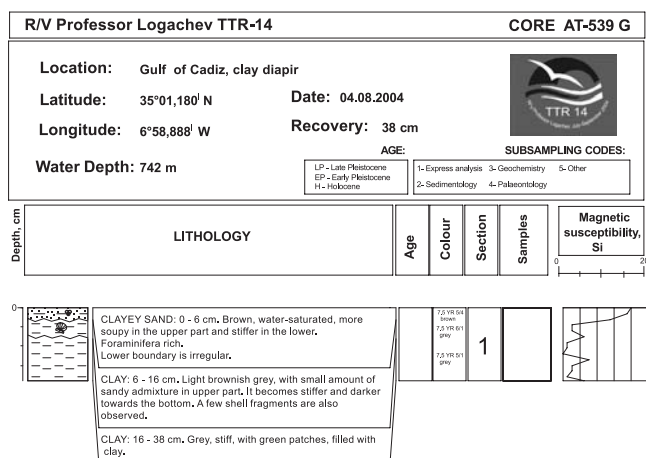 R/V Professor Logachev TTR-14
CORE AT-539 G
Location: Gulf of Cadiz, clay diapir
Latitude: 35°01,180ᴵ N
Date: 04.08.2004
Longitude: 6°58,888ᴵ W
Recovery: 38 cm
Water Depth: 742 m
TTR 14
AGE:
LP - Late Pleistocene
EP - Early Pleistocene
H - Holocene
SUBSAMPLING CODES:
1- Express analysis 3- Geochemistry 5- Other
2- Sedimentology 4- Palaeontology
Depth, cm
LITHOLOGY
Age
Colour
Section
Samples
Magnetic
susceptibility,
Si
0 20
0
CLAYEY SAND: 0 - 6 cm. Brown, water-saturated, more
soupy in the upper part and stiffer in the lower.
Foraminifera rich.
Lower boundary is irregular.
CLAY: 6 - 16 cm. Light brownish grey, with small amount of
sandy admixture in upper part. It becomes stiffer and darker
towards the bottom. A few shell fragments are also
observed.
CLAY: 16 - 38 cm. Grey, stiff, with green patches, filled with
clay.
7,5 YR 5/4
brown
7,5 YR 6/1
grey
7,5 YR 5/1
grey
1